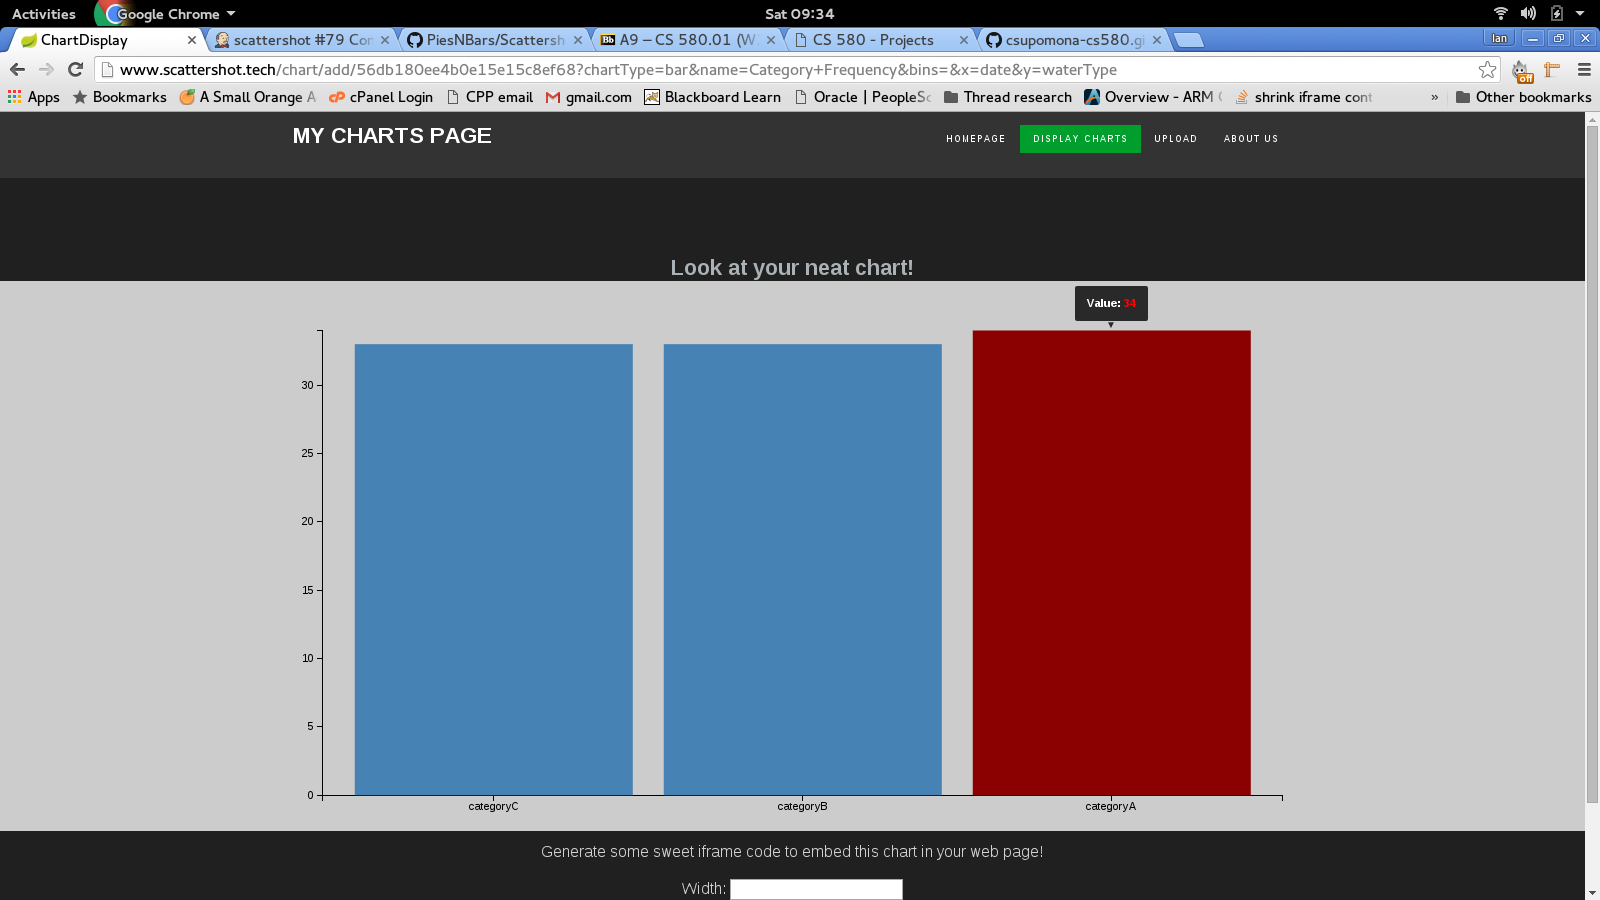 Activities Google Chrome Sat 09:34
ChartDisplay scattershot #79 Con PiesNBars/Scattersh Bb A9 – CS 580.01 (W CS 580 - Projects csupomona-cs580.gi Ian
www.scattershot.tech/chart/add/56db180ee4b0e15e15c8ef68?chartType=bar&name=Category+Frequency&bins=&x=date&y=waterType off
Apps Bookmarks A Small Orange A cP cPanel Login CPP email gmail.com Blackboard Learn Oracle | PeopleSc Thread research Overview - ARM shrink iframe cont » Other bookmarks
MY CHARTS PAGE HOMEPAGE DISPLAY CHARTS UPLOAD ABOUT US
Look at your neat chart!
Value: 34
30
25
20
15
10
5
0
categoryC categoryB categoryA
Generate some sweet iframe code to embed this chart in your web page!
Width: